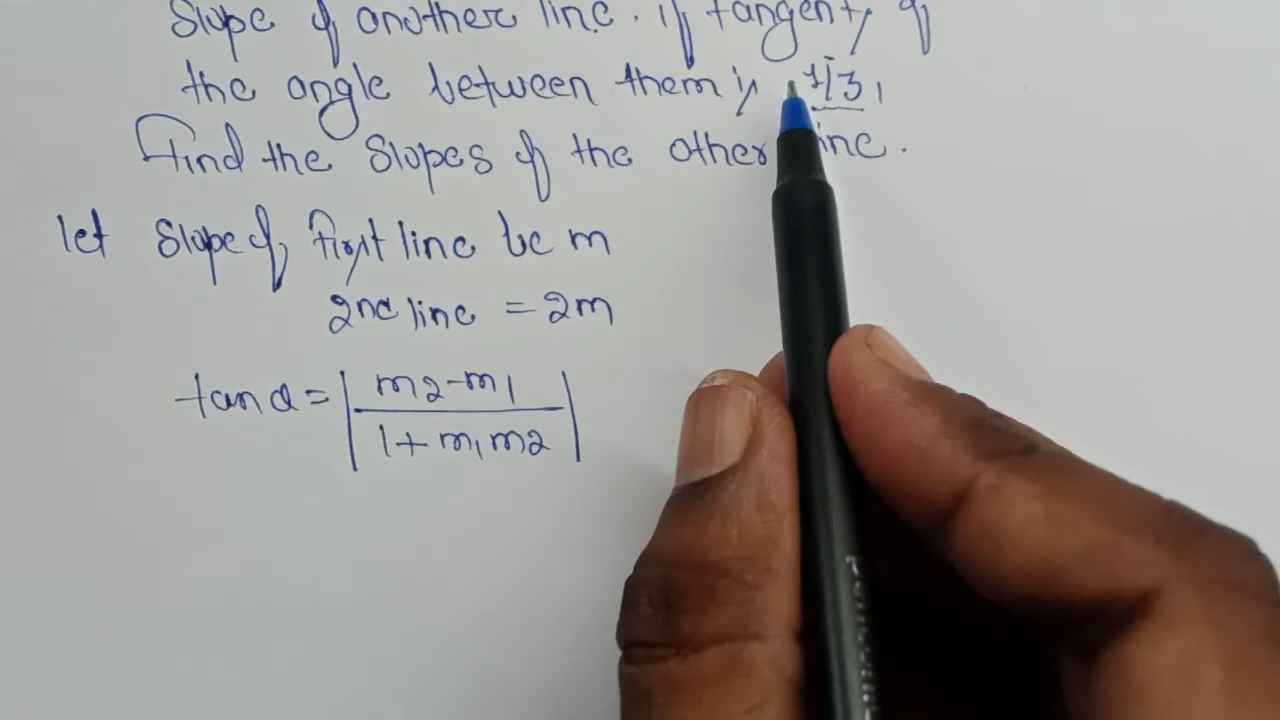 Slope of another line. if tangent of
the angle between them is 1/3,
Find the Slopes of the other line.
let Slope of first line be m
2nd line = 2m
tan α = | m2-m1 / 1+m1m2 |